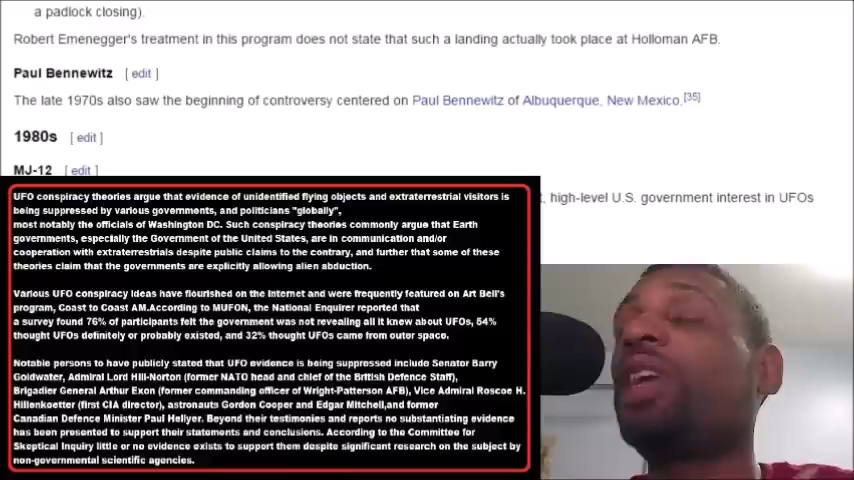 a padlock closing).
Robert Emenegger's treatment in this program does not state that such a landing actually took place at Holloman AFB.
Paul Bennewitz [ edit ]
The late 1970s also saw the beginning of controversy centered on Paul Bennewitz of Albuquerque, New Mexico.[35]
1980s [ edit ]
MJ-12 [ edit ]
t, high-level U.S. government interest in UFOs
UFO conspiracy theories argue that evidence of unidentified flying objects and extraterrestrial visitors is
being suppressed by various governments, and politicians "globally",
most notably the officials of Washington DC. Such conspiracy theories commonly argue that Earth
governments, especially the Government of the United States, are in communication and/or
cooperation with extraterrestrials despite public claims to the contrary, and further that some of these
theories claim that the governments are explicitly allowing alien abduction.
Various UFO conspiracy ideas have flourished on the internet and were frequently featured on Art Bell's
program, Coast to Coast AM.According to MUFON, the National Enquirer reported that
a survey found 76% of participants felt the government was not revealing all it knew about UFOs, 54%
thought UFOs definitely or probably existed, and 32% thought UFOs came from outer space.
Notable persons to have publicly stated that UFO evidence is being suppressed include Senator Barry
Goldwater, Admiral Lord Hill-Norton (former NATO head and chief of the British Defence Staff),
Brigadier General Arthur Exon (former commanding officer of Wright-Patterson AFB), Vice Admiral Roscoe H.
Hillenkoetter (first CIA director), astronauts Gordon Cooper and Edgar Mitchell,and former
Canadian Defence Minister Paul Hellyer. Beyond their testimonies and reports no substantiating evidence
has been presented to support their statements and conclusions. According to the Committee for
Skeptical Inquiry little or no evidence exists to support them despite significant research on the subject by
non-governmental scientific agencies.